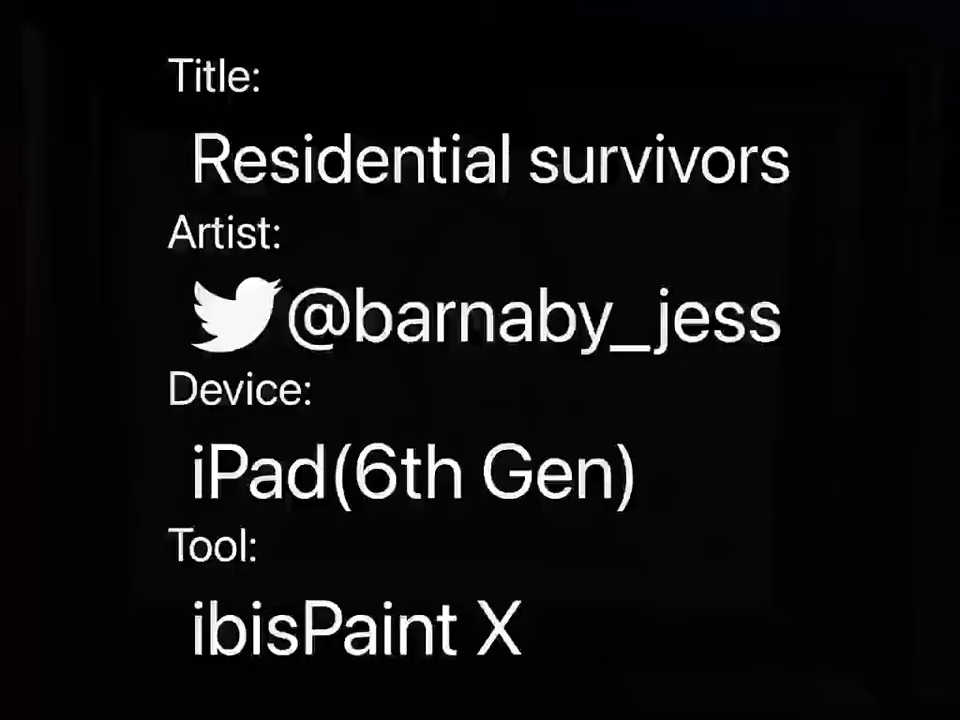 Title:
Residential survivors
Artist:
@barnaby_jess
Device:
iPad(6th Gen)
Tool:
ibisPaint X